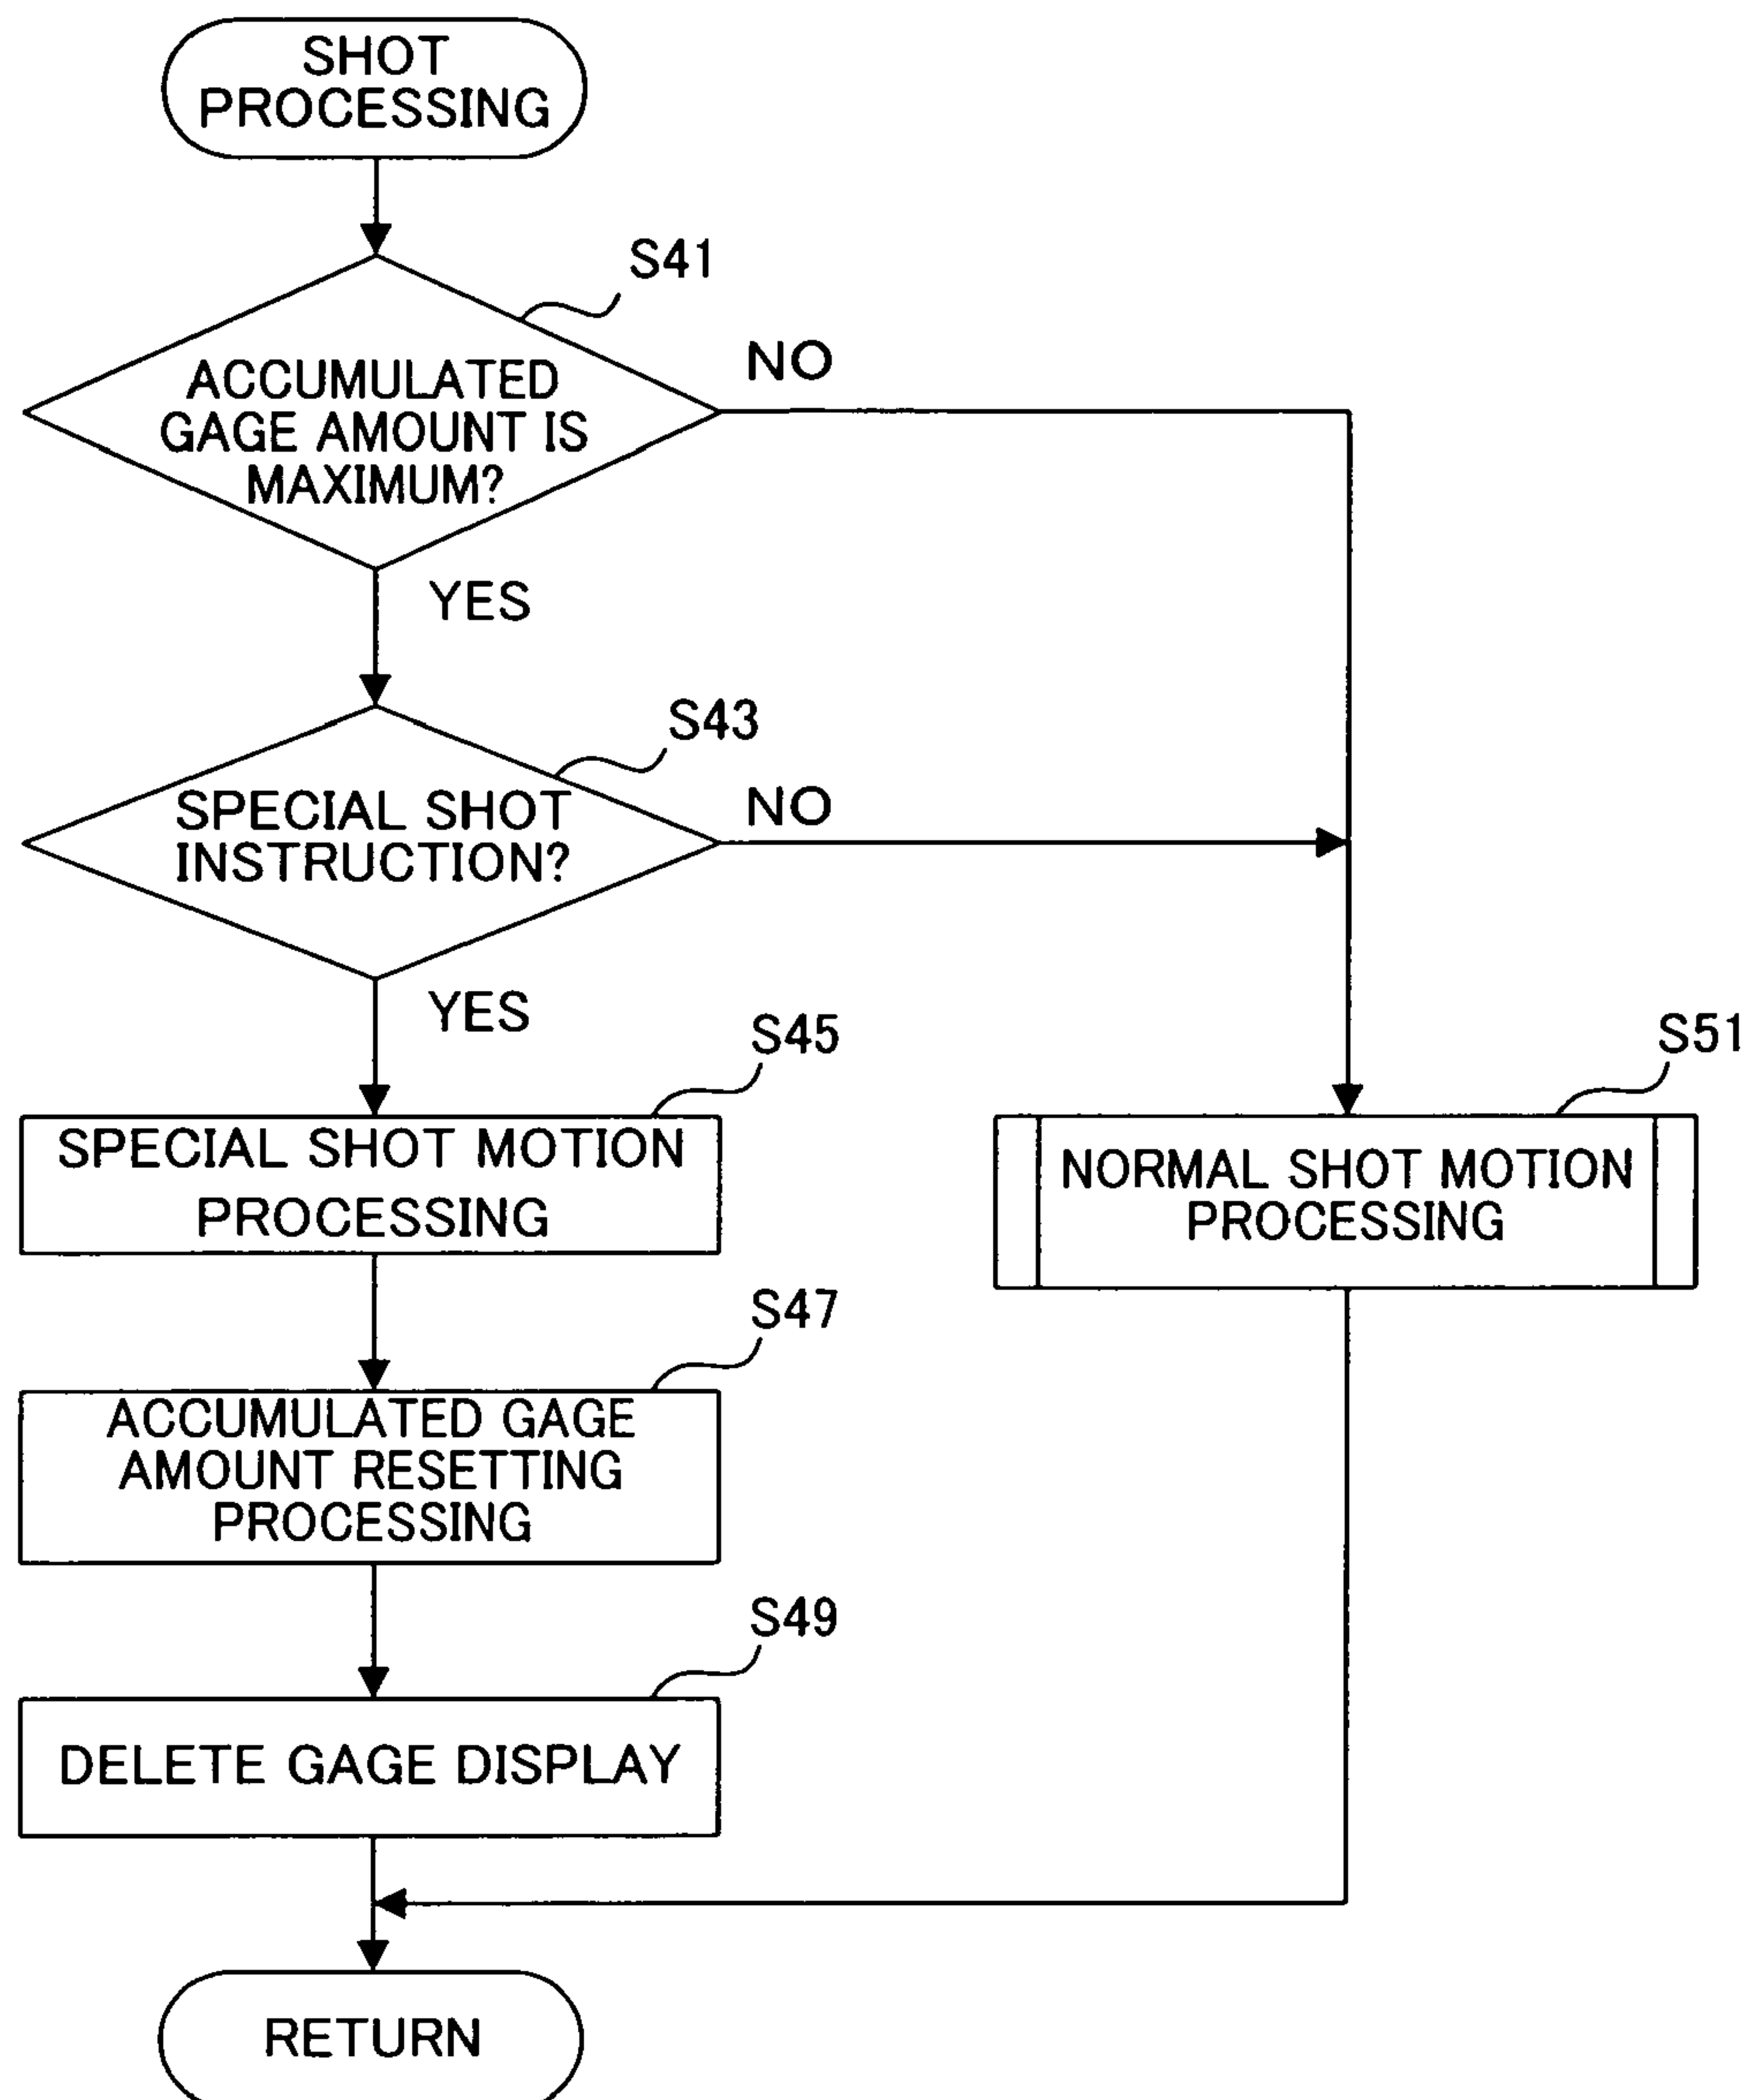 SHOT
PROCESSING
S41
ACCUMULATED
GAGE AMOUNT IS
MAXIMUM?
NO
YES
S43
SPECIAL SHOT
INSTRUCTION?
NO
YES
S45
SPECIAL SHOT MOTION
PROCESSING
S51
NORMAL SHOT MOTION
PROCESSING
S47
ACCUMULATED GAGE
AMOUNT RESETTING
PROCESSING
S49
DELETE GAGE DISPLAY
RETURN